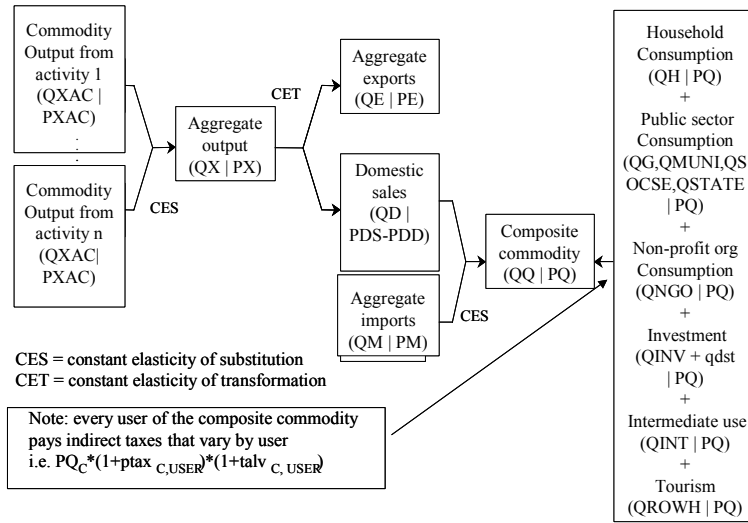 Commodity
Output from
activity 1
(QXAC |
PXAC)
.
.
.
Commodity
Output from
activity n
(QXAC|
PXAC)
CES
Aggregate
output
(QX | PX)
CET
Aggregate
exports
(QE | PE)
Domestic
sales
(QD |
PDS-PDD)
Aggregate
imports
(QM | PM)
CES
Composite
commodity
(QQ | PQ)
Household
Consumption
(QH | PQ)
+
Public sector
Consumption
(QG,QMUNI,QS
OCSE,QSTATE
| PQ)
+
Non-profit org
Consumption
(QNGO | PQ)
+
Investment
(QINV + qdst
| PQ)
+
Intermediate use
(QINT | PQ)
+
Tourism
(QROWH | PQ)
CES = constant elasticity of substitution
CET = constant elasticity of transformation
Note: every user of the composite commodity
pays indirect taxes that vary by user
i.e. PQC*(1+ptax C,USER)*(1+talv C, USER)